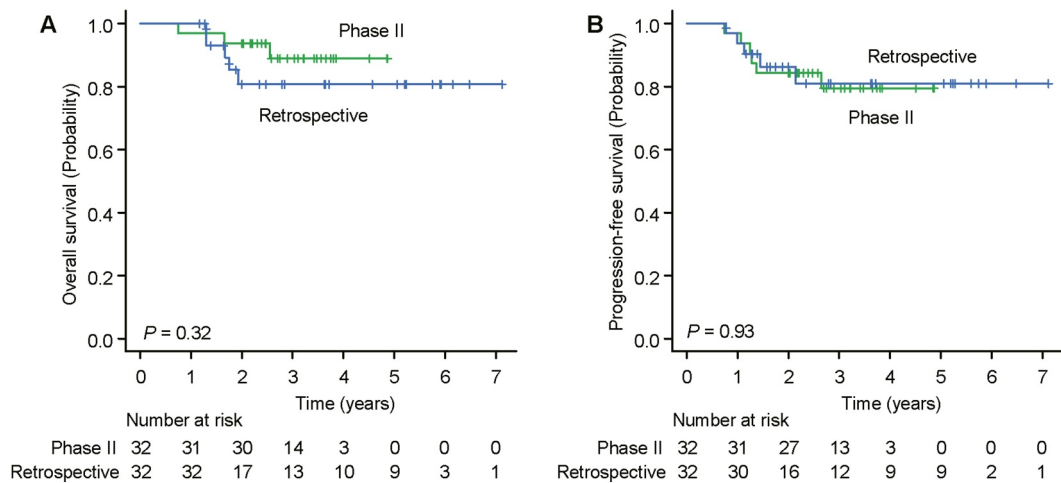 A
Overall survival (Probability)
1.0
0.8
0.6
0.4
0.2
0.0
Phase II
Retrospective
P = 0.32
0 1 2 3 4 5 6 7
Time (years)
Number at risk
Phase II 32 31 30 14 3 0 0 0
Retrospective 32 32 17 13 10 9 3 1
B
Progression-free survival (Probability)
1.0
0.8
0.6
0.4
0.2
0.0
Retrospective
Phase II
P = 0.93
0 1 2 3 4 5 6 7
Time (years)
Number at risk
Phase II 32 31 27 13 3 0 0 0
Retrospective 32 30 16 12 9 9 2 1